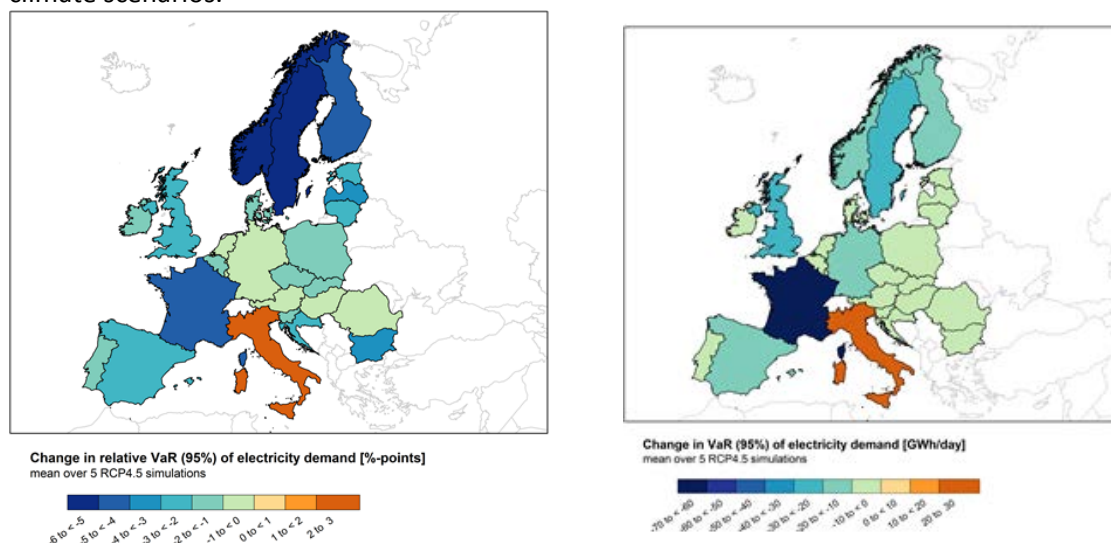 climate scenarios.
Change in relative VaR (95%) of electricity demand [%-points]
mean over 5 RCP4.5 simulations
-6 to < -5
-5 to < -4
-4 to < -3
-3 to < -2
-2 to < -1
-1 to < 0
0 to < 1
1 to < 2
2 to 3
Change in VaR (95%) of electricity demand [GWh/day]
mean over 5 RCP4.5 simulations
-70 to < -60
-60 to < -50
-50 to < -40
-40 to < -30
-30 to < -20
-20 to < -10
-10 to < 0
0 to < 10
10 to < 20
20 to 30